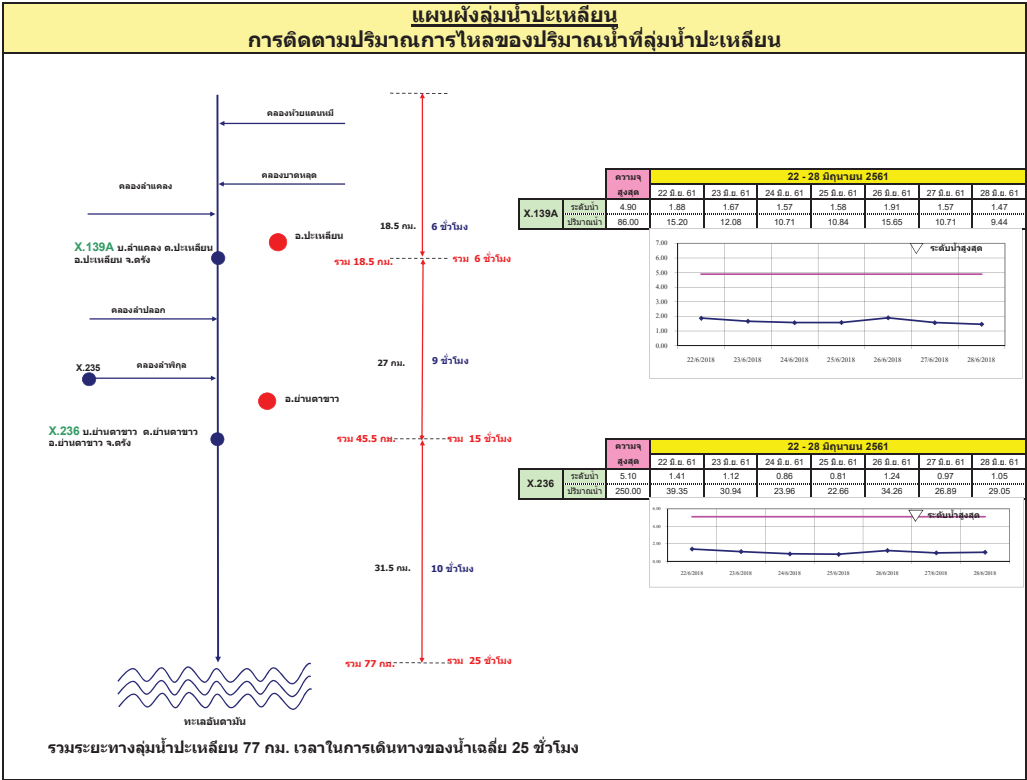 แผนผังลุ่มน้ำปะเหลียน
การติดตามปริมาณการไหลของปริมาณน้ำที่ลุ่มน้ำปะเหลียน
คลองห้วยแดนหมี
คลองบาดหลุด
คลองลำแคลง
18.5 กม. 6 ชั่วโมง
อ.ปะเหลียน
X.139A บ.ลำแคลง ต.ปะเหลียน
อ.ปะเหลียน จ.ตรัง
รวม 18.5 กม. รวม 6 ชั่วโมง
คลองลำปลอก
27 กม. 9 ชั่วโมง
X.235 คลองลำพิกุล
อ.ย่านตาขาว
X.236 บ.ย่านตาขาว ต.ย่านตาขาว
อ.ย่านตาขาว จ.ตรัง
รวม 45.5 กม. รวม 15 ชั่วโมง
31.5 กม. 10 ชั่วโมง
รวม 77 กม. รวม 25 ชั่วโมง
ทะเลอันดามัน
รวมระยะทางลุ่มน้ำปะเหลียน 77 กม. เวลาในการเดินทางของน้ำเฉลี่ย 25 ชั่วโมง
ความจุ 22 - 28 มิถุนายน 2561
สูงสุด 22 มิ.ย. 61 23 มิ.ย. 61 24 มิ.ย. 61 25 มิ.ย. 61 26 มิ.ย. 61 27 มิ.ย. 61 28 มิ.ย. 61
X.139A ระดับน้ำ 4.90 1.88 1.67 1.57 1.58 1.91 1.57 1.47
ปริมาณน้ำ 86.00 15.20 12.08 10.71 10.84 15.65 10.71 9.44
ระดับน้ำสูงสุด
7.00
6.00
5.00
4.00
3.00
2.00
1.00
0.00
22/6/2018 23/6/2018 24/6/2018 25/6/2018 26/6/2018 27/6/2018 28/6/2018
ความจุ 22 - 28 มิถุนายน 2561
สูงสุด 22 มิ.ย. 61 23 มิ.ย. 61 24 มิ.ย. 61 25 มิ.ย. 61 26 มิ.ย. 61 27 มิ.ย. 61 28 มิ.ย. 61
X.236 ระดับน้ำ 5.10 1.41 1.12 0.86 0.81 1.24 0.97 1.05
ปริมาณน้ำ 250.00 39.35 30.94 23.96 22.66 34.26 26.89 29.05
ระดับน้ำสูงสุด
6.00
4.00
2.00
0.00
22/6/2018 23/6/2018 24/6/2018 25/6/2018 26/6/2018 27/6/2018 28/6/2018